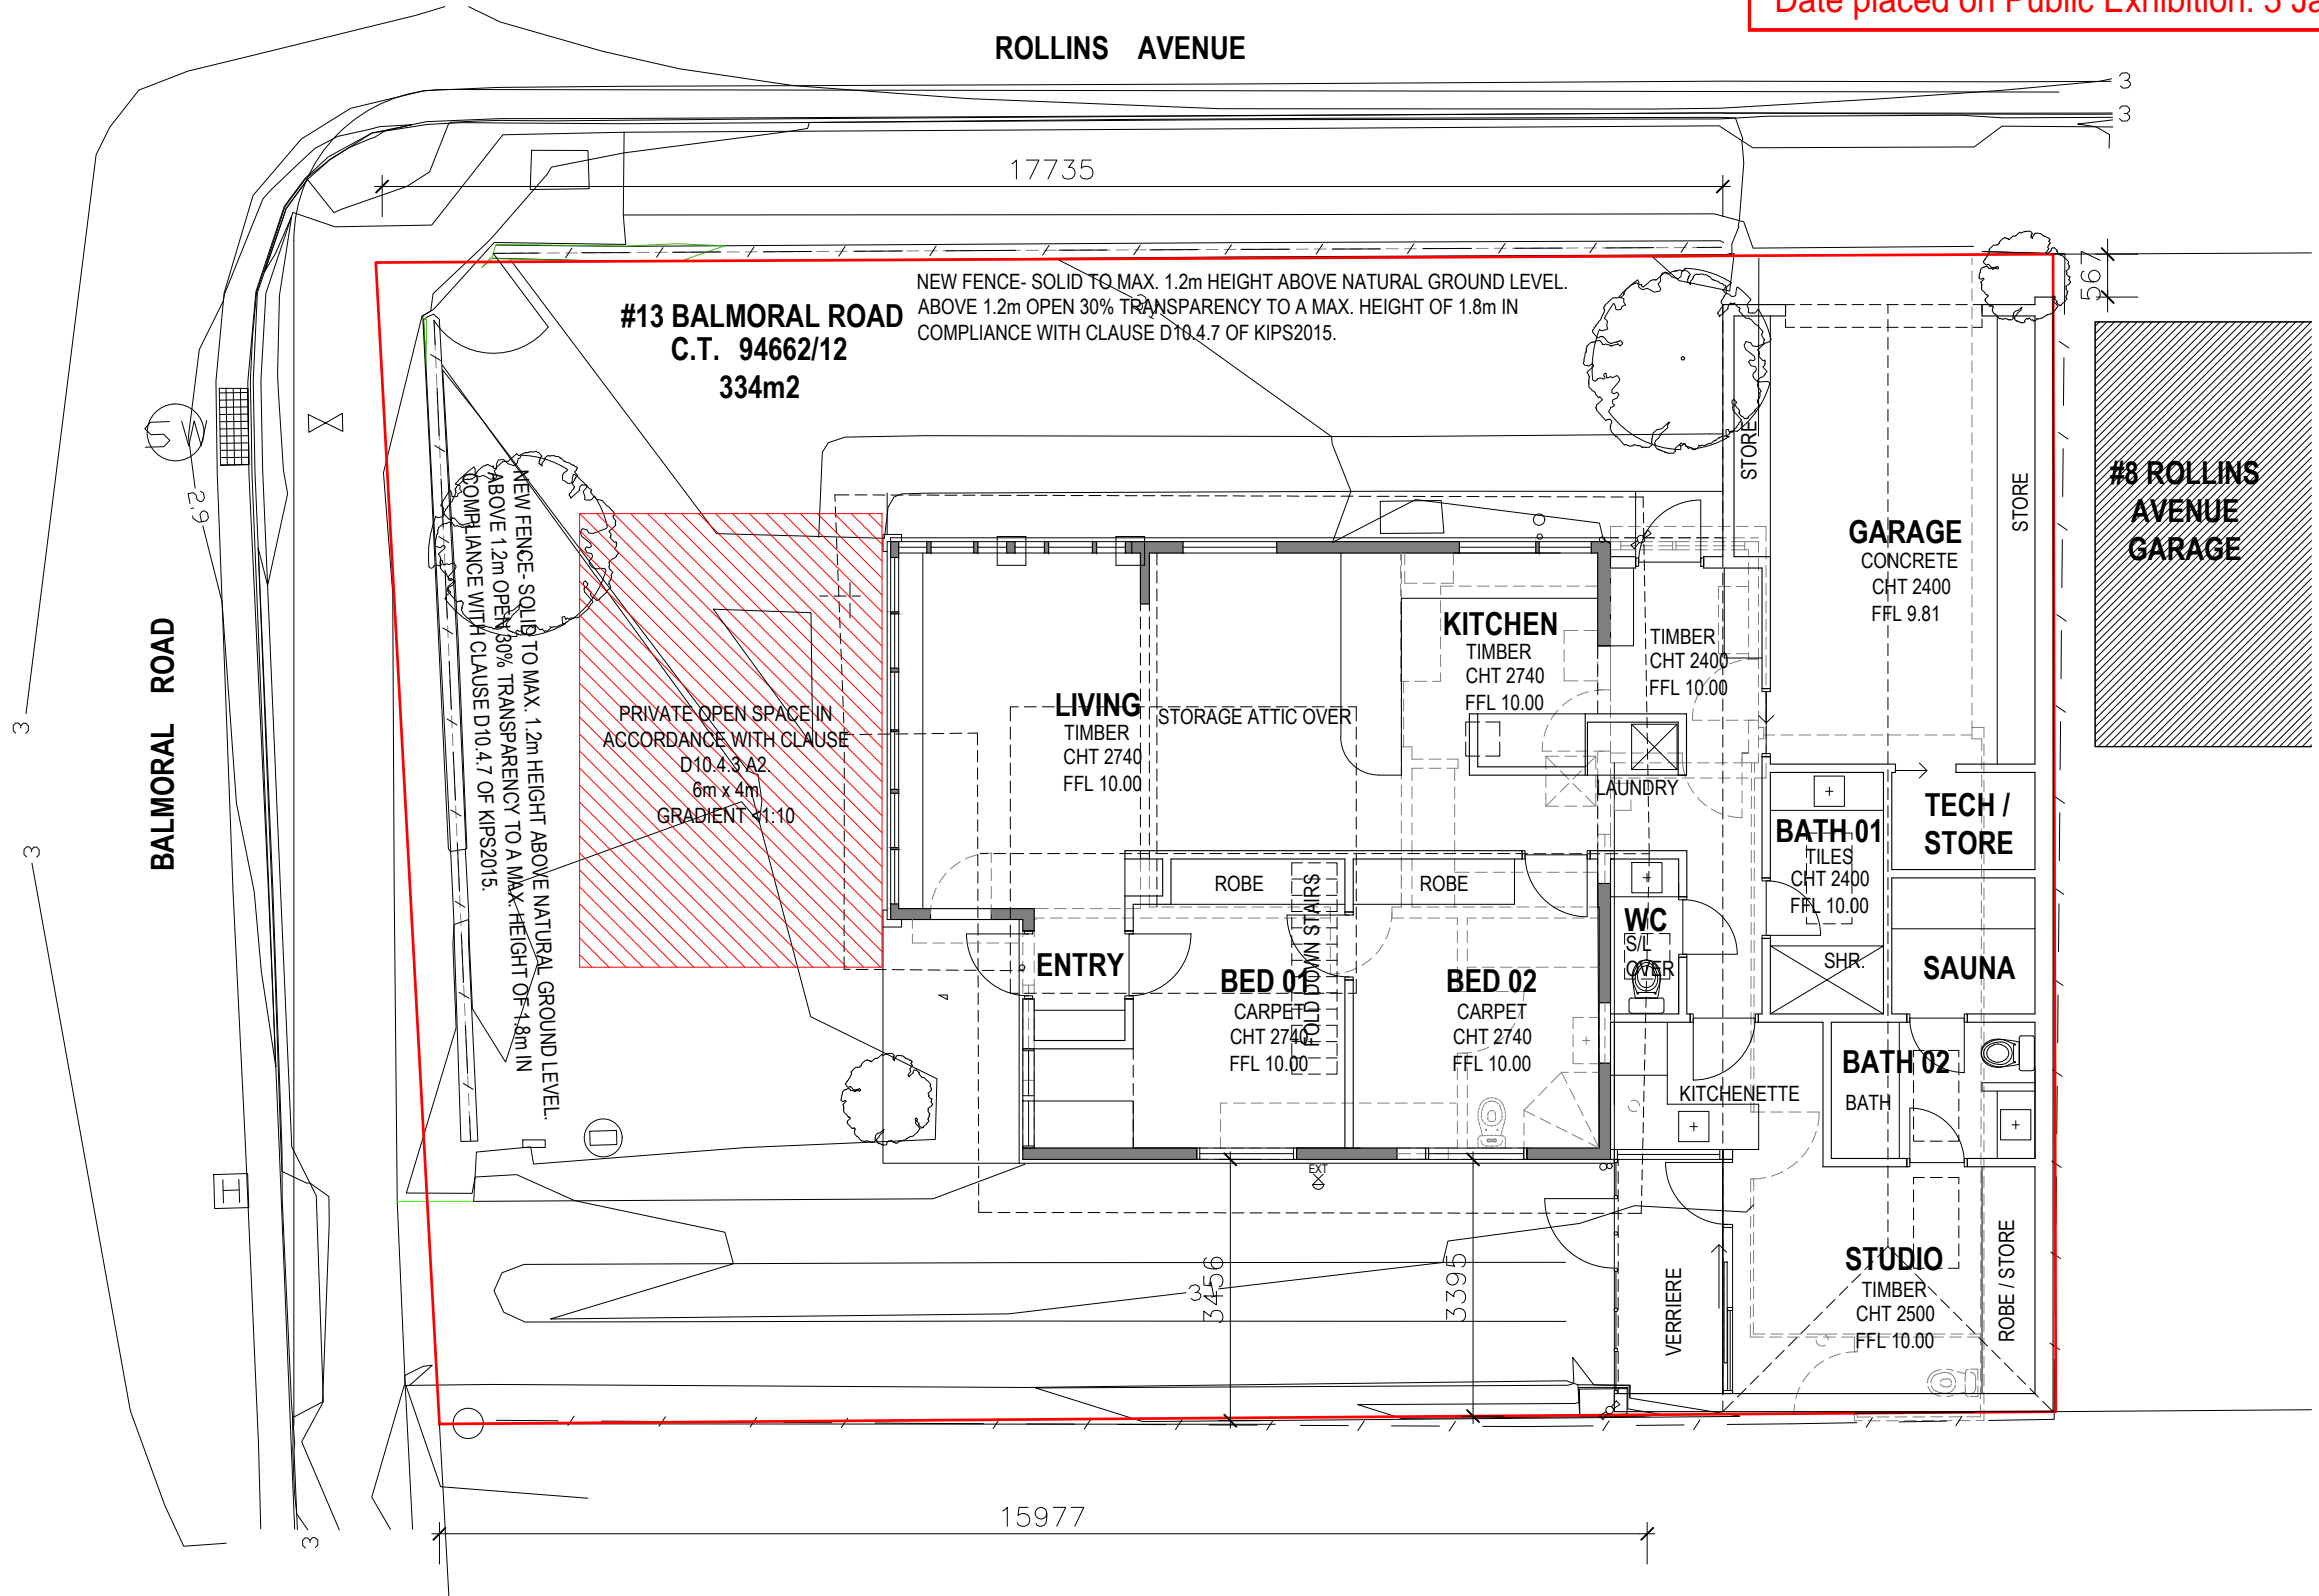 Date placed on Public Exhibition: 5 Ja
ROLLINS AVENUE
3
3
17735
567
NEW FENCE- SOLID TO MAX. 1.2m HEIGHT ABOVE NATURAL GROUND LEVEL.
ABOVE 1.2m OPEN 30% TRANSPARENCY TO A MAX. HEIGHT OF 1.8m IN
COMPLIANCE WITH CLAUSE D10.4.7 OF KIPS2015.
#13 BALMORAL ROAD
C.T. 94662/12
334m2
2.9
NEW FENCE- SOLID TO MAX. 1.2m HEIGHT ABOVE NATURAL GROUND LEVEL.
ABOVE 1.2m OPEN 30% TRANSPARENCY TO A MAX. HEIGHT OF 1.8m IN
COMPLIANCE WITH CLAUSE D10.4.7 OF KIPS2015.
STORE
STORE
GARAGE
CONCRETE
CHT 2400
FFL 9.81
#8 ROLLINS
AVENUE
GARAGE
BALMORAL ROAD
3
3
PRIVATE OPEN SPACE IN
ACCORDANCE WITH CLAUSE
D10.4.3 A2.
6m x 4m
GRADIENT <1:10
LIVING
TIMBER
CHT 2740
FFL 10.00
STORAGE ATTIC OVER
KITCHEN
TIMBER
CHT 2740
FFL 10.00
TIMBER
CHT 2400
FFL 10.00
LAUNDRY
BATH 01
TILES
CHT 2400
FFL 10.00
TECH /
STORE
ROBE
FOLD DOWN STAIRS
ROBE
WC
S/L
OVER
SHR.
SAUNA
ENTRY
BED 01
CARPET
CHT 2740
FFL 10.00
BED 02
CARPET
CHT 2740
FFL 10.00
KITCHENETTE
BATH 02
BATH
H
EXT
3
3456
3395
VERRIERE
STUDIO
TIMBER
CHT 2500
FFL 10.00
ROBE / STORE
15977
3